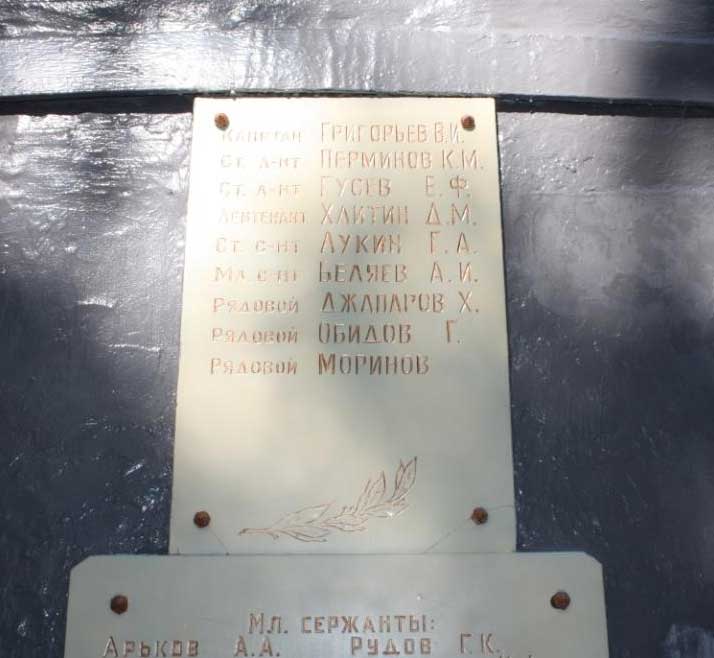 Капитан Григорьев В.И.
Ст. л-нт Перминов К.М.
Ст. л-нт Гусев Е.Ф.
Лейтенант Хлитин Д.М.
Ст. с-нт Лукин Г.А.
Мл. с-нт Беляев А.И.
Рядовой Джапаров Х.
Рядовой Обидов Г.
Рядовой Моринов
Мл. сержанты:
Арьков А.А. Рудов Г.К.